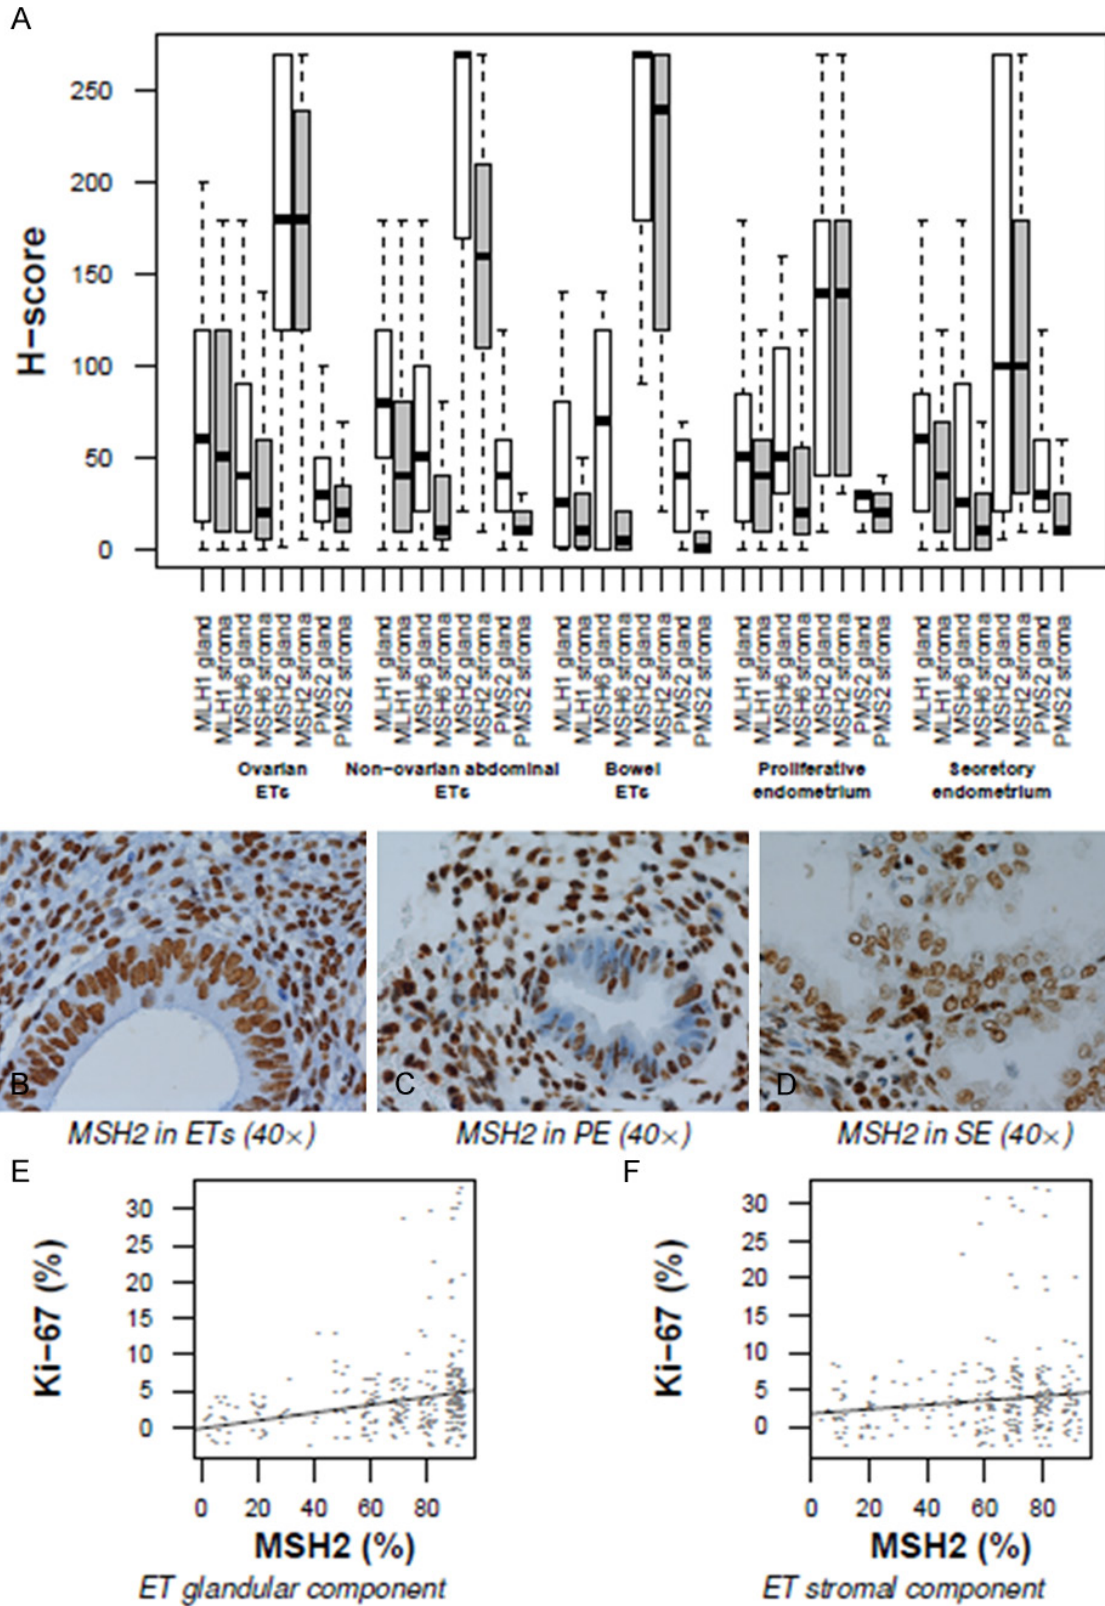 A
H-score
250
200
150
100
50
0
MLH1 gland
MLH1 stroma
MSH6 gland
MSH6 stroma
MSH2 gland
MSH2 stroma
PMS2 gland
PMS2 stroma
MLH1 gland
MLH1 stroma
MSH6 gland
MSH6 stroma
MSH2 gland
MSH2 stroma
PMS2 gland
PMS2 stroma
MLH1 gland
MLH1 stroma
MSH6 gland
MSH6 stroma
MSH2 gland
MSH2 stroma
PMS2 gland
PMS2 stroma
MLH1 gland
MLH1 stroma
MSH6 gland
MSH6 stroma
MSH2 gland
MSH2 stroma
PMS2 gland
PMS2 stroma
MLH1 gland
MLH1 stroma
MSH6 gland
MSH6 stroma
MSH2 gland
MSH2 stroma
PMS2 gland
PMS2 stroma
Ovarian
ETs
Non-ovarian abdominal
ETs
Bowel
ETs
Proliferative
endometrium
Secretory
endometrium
B
C
D
MSH2 in ETs (40×)
MSH2 in PE (40×)
MSH2 in SE (40×)
E
Ki-67 (%)
30
25
20
15
10
5
0
0 20 40 60 80
MSH2 (%)
ET glandular component
F
Ki-67 (%)
30
25
20
15
10
5
0
0 20 40 60 80
MSH2 (%)
ET stromal component